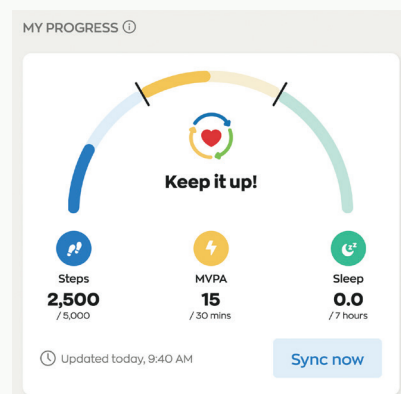 MY PROGRESS
Keep it up!
Steps MVPA Sleep
2,500 15 0.0
/ 5,000 / 30 mins / 7 hours
Updated today, 9:40 AM Sync now